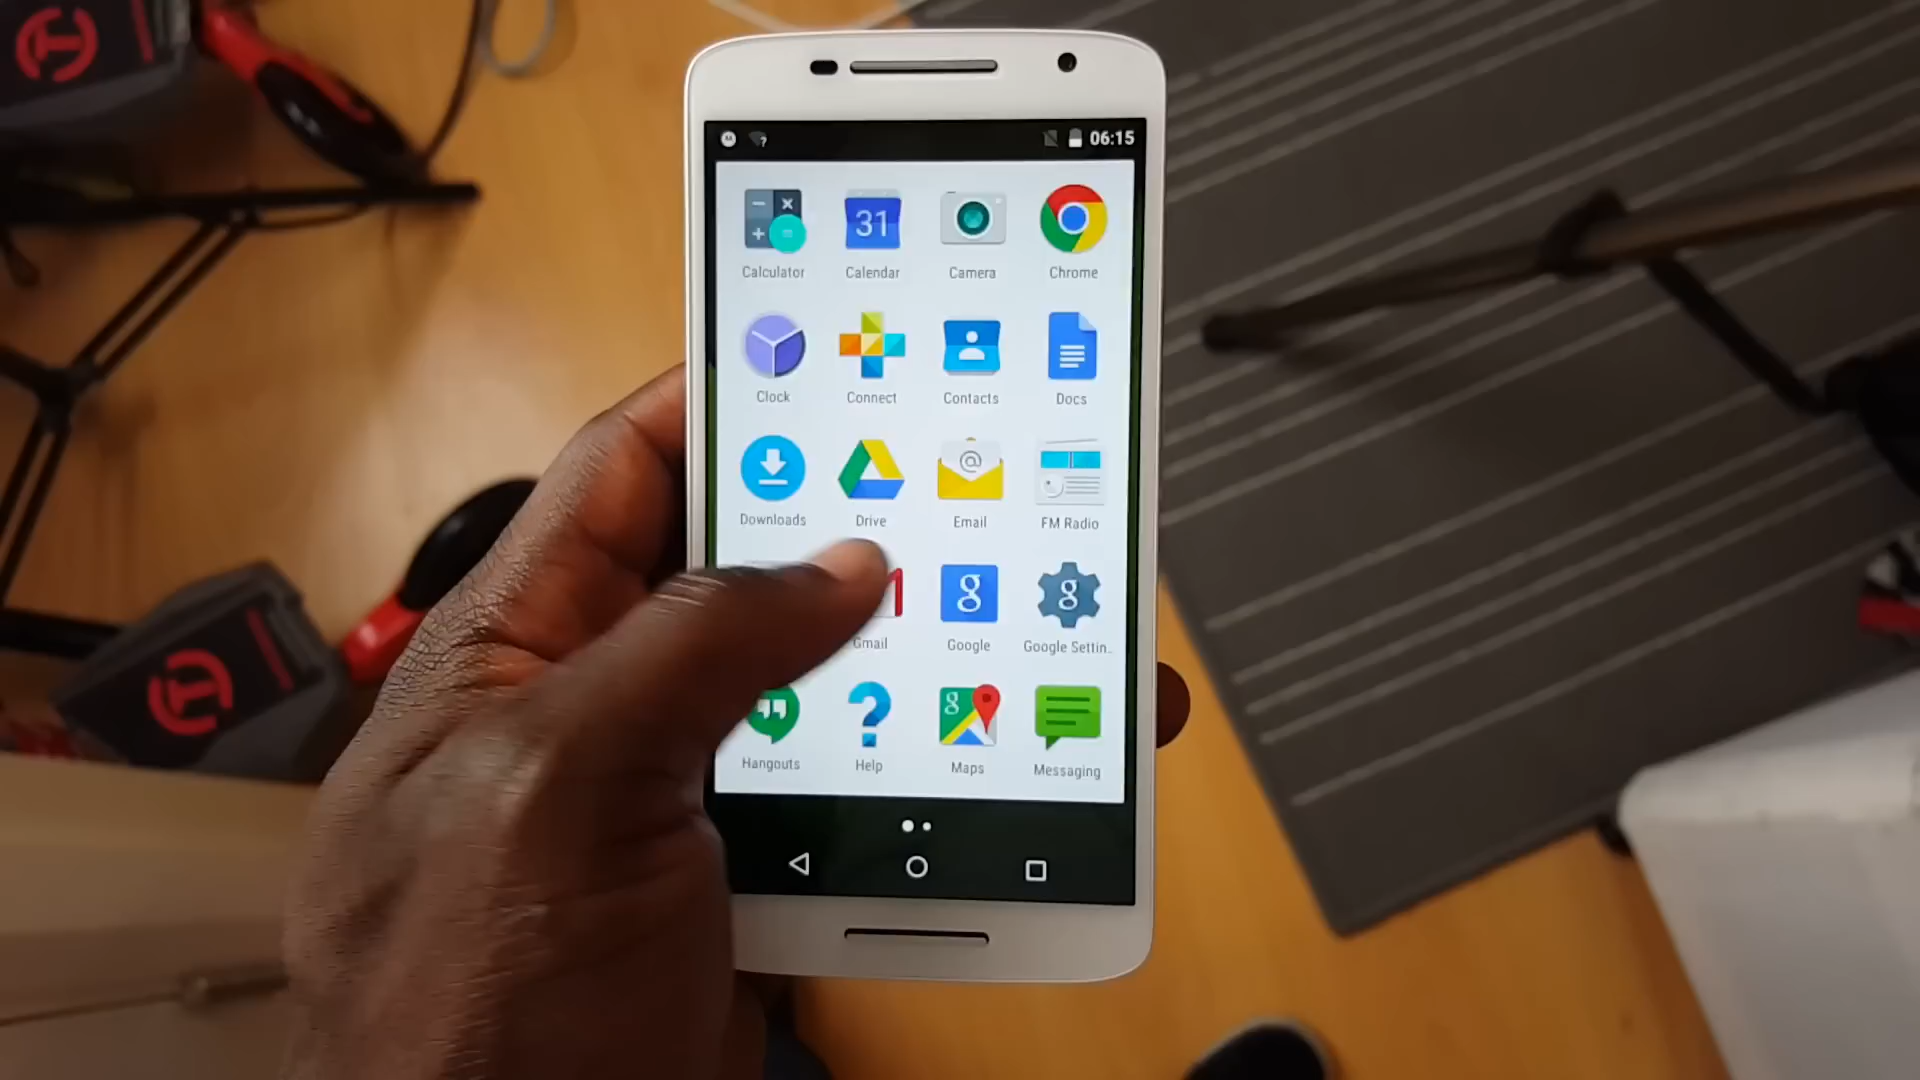 06:15
31
Calculator
Calendar
Camera
Chrome
Clock
Connect
Contacts
Docs
@
Downloads
Drive
Email
FM Radio
g
g
Gmail
Google
Google Settin..
g
Hangouts
Help
Maps
Messaging